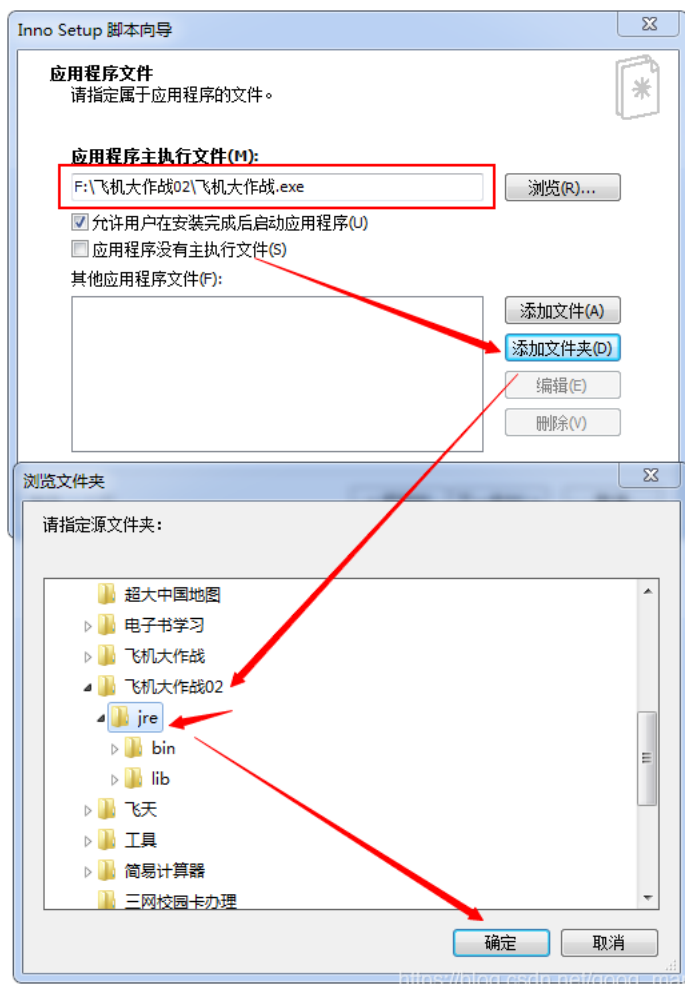 Inno Setup 脚本向导
应用程序文件
请指定属于应用程序的文件。
应用程序主执行文件(M):
F:\飞机大作战02\飞机大作战.exe
浏览(R)...
允许用户在安装完成后启动应用程序(U)
应用程序没有主执行文件(S)
其他应用程序文件(F):
添加文件(A)
添加文件夹(D)
编辑(E)
删除(V)
浏览文件夹
请指定源文件夹:
超大中国地图
电子书学习
飞机大作战
飞机大作战02
jre
bin
lib
飞天
工具
简易计算器
三网校园卡办理
确定
取消